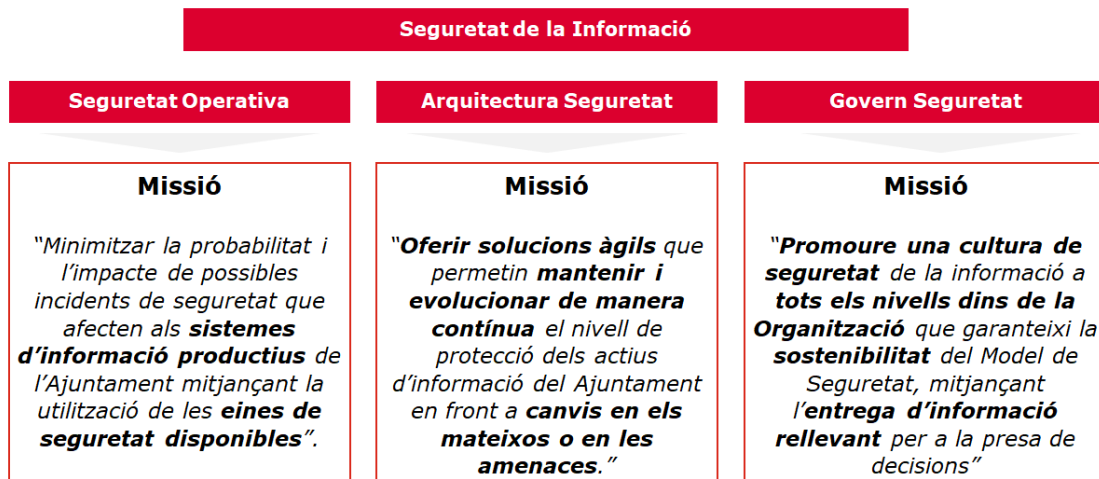 Seguretat de la Informació
Seguretat Operativa
Missió
“Minimitzar la probabilitat i
l’impacte de possibles
incidents de seguretat que
afecten als sistemes
d’informació productius de
l’Ajuntament mitjançant la
utilització de les eines de
seguretat disponibles”.
Arquitectura Seguretat
Missió
“Oferir solucions àgils que
permetin mantenir i
evolucionar de manera
contínua el nivell de
protecció dels actius
d’informació del Ajuntament
en front a canvis en els
mateixos o en les
amenaces.”
Govern Seguretat
Missió
“Promoure una cultura de
seguretat de la informació a
tots els nivells dins de la
Organització que garanteixi la
sostenibilitat del Model de
Seguretat, mitjançant
l’entrega d’informació
rellevant per a la presa de
decisions”